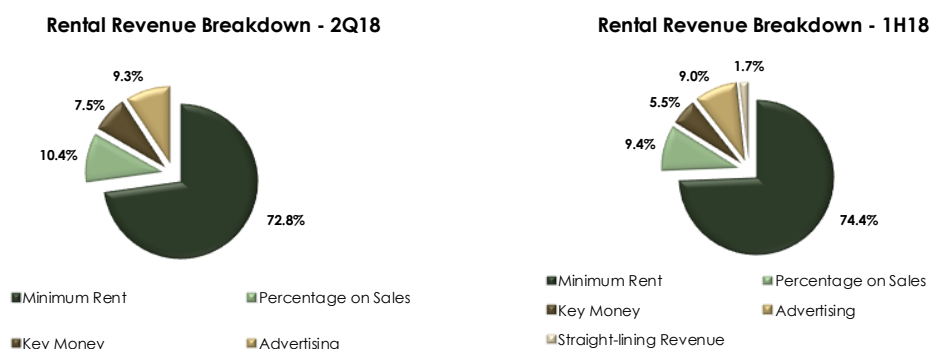 Rental Revenue Breakdown - 2Q18
9.3%
7.5%
10.4%
72.8%
Minimum Rent
Percentage on Sales
Key Money
Advertising
Rental Revenue Breakdown - 1H18
1.7%
9.0%
5.5%
9.4%
74.4%
Minimum Rent
Percentage on Sales
Key Money
Advertising
Straight-lining Revenue